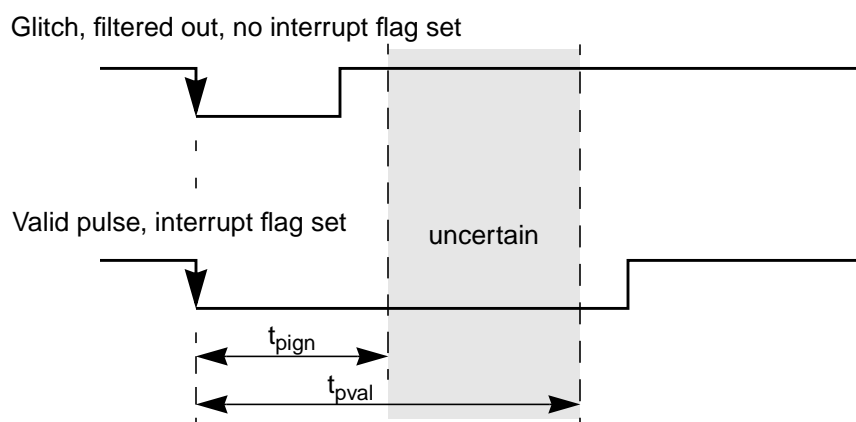 Glitch, filtered out, no interrupt flag set
Valid pulse, interrupt flag set
uncertain
tpign
tpval